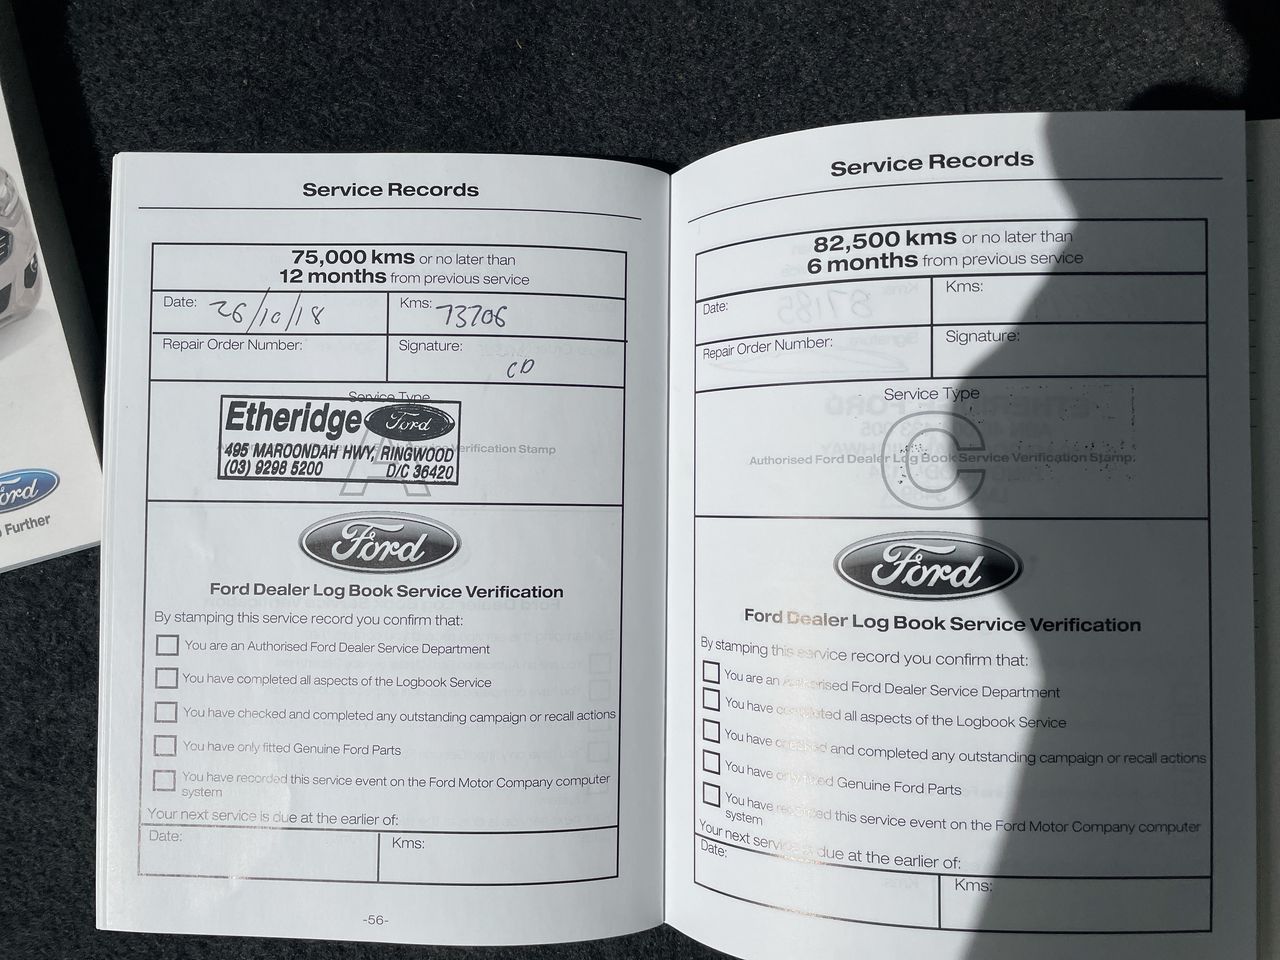 Service Records
75,000 kms or no later than
12 months from previous service
Date: 26/10/18
Kms: 73706
Repair Order Number:
Signature: CD
Service Type
A
Verification Stamp
Etheridge Ford
495 MAROONDAH HWY, RINGWOOD
(03) 9298 5200 D/C 36420
Ford
Ford Dealer Log Book Service Verification
By stamping this service record you confirm that:
You are an Authorised Ford Dealer Service Department
You have completed all aspects of the Logbook Service
You have checked and completed any outstanding campaign or recall actions
You have only fitted Genuine Ford Parts
You have recorded this service event on the Ford Motor Company computer
system
Your next service is due at the earlier of:
Date:
Kms:
-56-
Service Records
82,500 kms or no later than
6 months from previous service
Date:
Kms:
Repair Order Number:
Signature:
Service Type
C
Authorised Ford Dealer Log Book Service Verification Stamp.
Ford
Ford Dealer Log Book Service Verification
By stamping this service record you confirm that:
You are an Authorised Ford Dealer Service Department
You have completed all aspects of the Logbook Service
You have checked and completed any outstanding campaign or recall actions
You have only fitted Genuine Ford Parts
You have recorded this service event on the Ford Motor Company computer
system
Your next service is due at the earlier of:
Date:
Kms:
Ford
Further